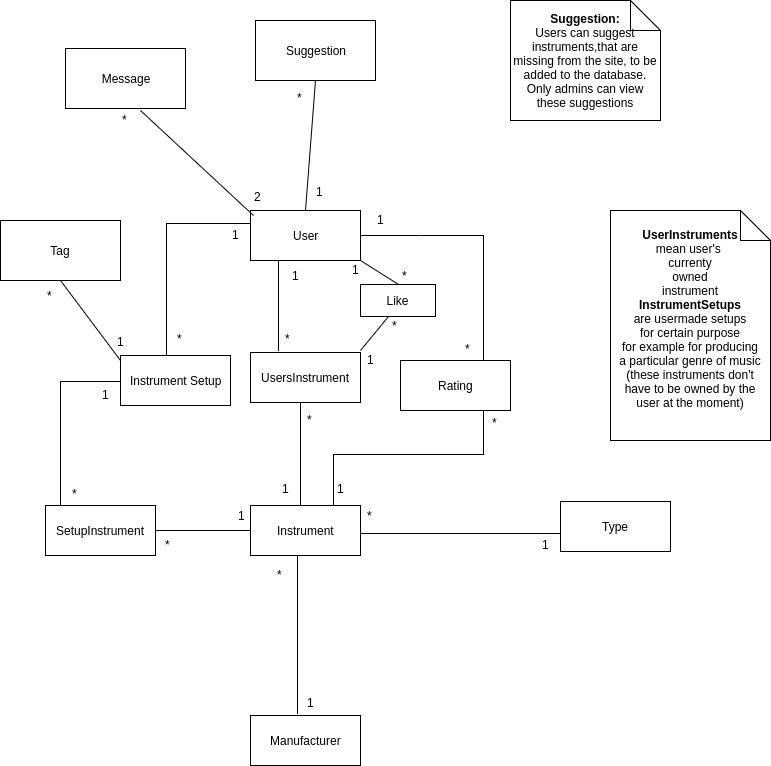 Suggestion:
Users can suggest
instruments,that are
missing from the site, to be
added to the database.
Only admins can view
these suggestions
Suggestion
Message
*
*
2
1
User
1
1
Tag
*
1
*
1
1
*
Like
*
*
1
*
*
1
Instrument Setup
UsersInstrument
Rating
1
*
*
UserInstruments
mean user's
currenty
owned
instrument
InstrumentSetups
are usermade setups
for certain purpose
for example for producing
a particular genre of music
(these instruments don't
have to be owned by the
user at the moment)
*
1
1
1
*
SetupInstrument
*
Instrument
1
Type
*
1
Manufacturer